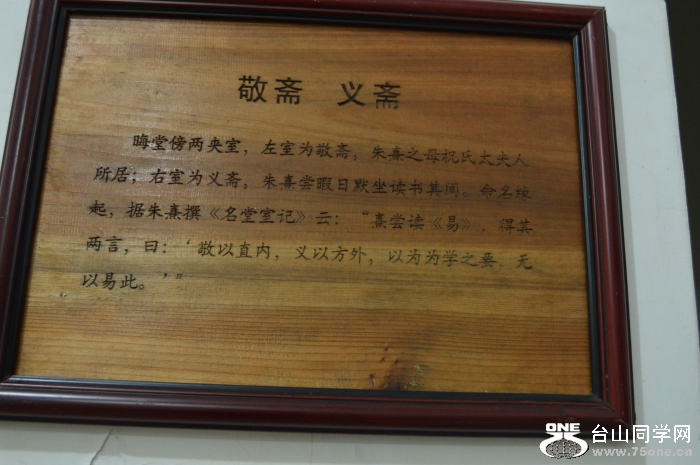 敬斋 义斋
晦堂傍两夹室，左室为敬斋，朱熹之母祝氏太夫人
所居；右室为义斋，朱熹尝暇日默坐读书其间。命名缘
起，据朱熹撰《名堂室记》云：“熹尝读《易》，得其
两言，曰：‘敬以直内，义以方外，以为为学之要，无
以易此。’”
ONE 台山同学网
www.75one.cn